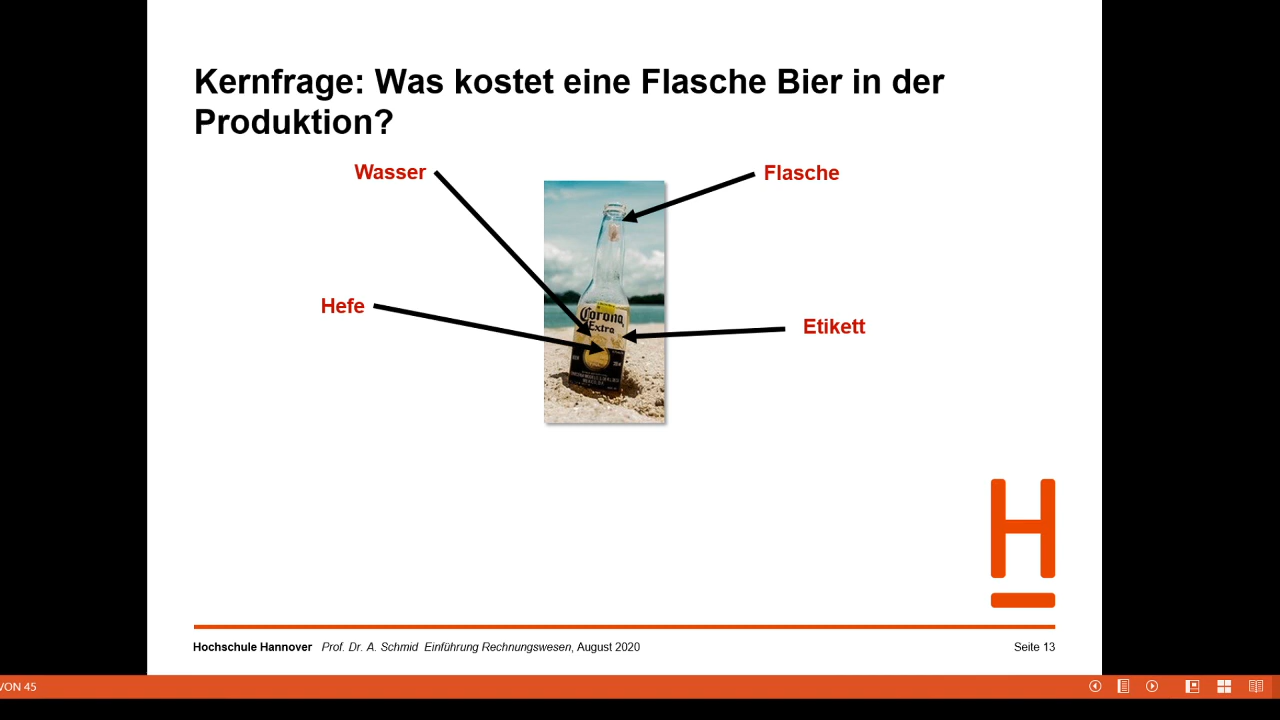 Kernfrage: Was kostet eine Flasche Bier in der
Produktion?
Wasser
Flasche
Hefe
Etikett
Corona
Extra
H
Hochschule Hannover Prof. Dr. A. Schmid Einführung Rechnungswesen, August 2020
Seite 13
VON 45